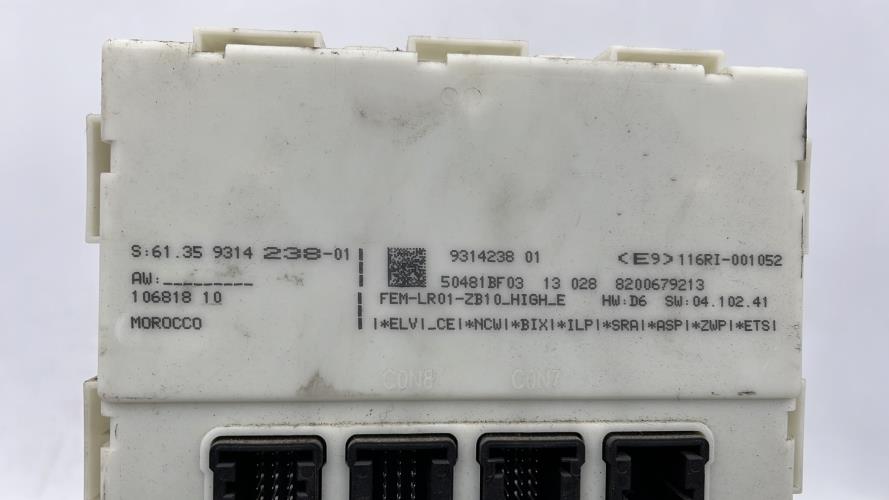 S:61.35 9314 238-01
AW:_________
106818 10
MOROCCO
9314238 01
<E9>116RI-001052
50481BF03 13 028 8200679213
FEM-LR01-ZB10_HIGH_E HW:D6 SW:04.102.41
|*ELV|_CE|*NCW|*BIX|*ILP|*SRA|*ASP|*ZWP|*ETS|
CON8 CON7